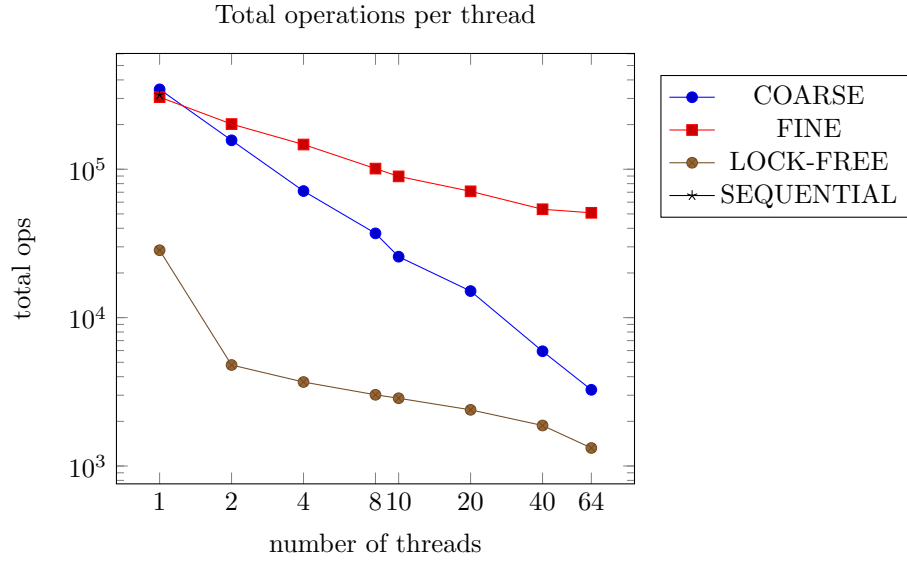 Total operations per thread
COARSE
FINE
LOCK-FREE
SEQUENTIAL
total ops
10^5
10^4
10^3
1 2 4 8 10 20 40 64
number of threads